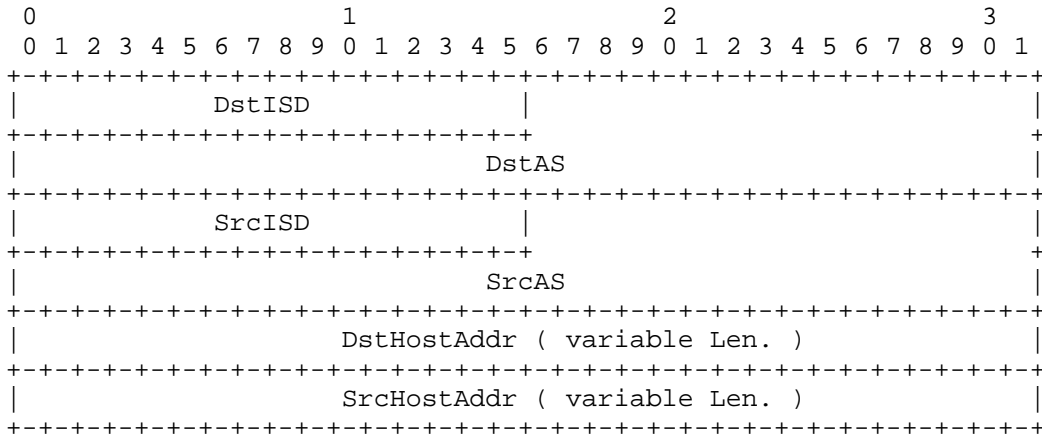 0                   1                   2                   3
 0 1 2 3 4 5 6 7 8 9 0 1 2 3 4 5 6 7 8 9 0 1 2 3 4 5 6 7 8 9 0 1
+-+-+-+-+-+-+-+-+-+-+-+-+-+-+-+-+-+-+-+-+-+-+-+-+-+-+-+-+-+-+-+-+
|            DstISD             |                               |
+-+-+-+-+-+-+-+-+-+-+-+-+-+-+-+-+                               +
|                             DstAS                             |
+-+-+-+-+-+-+-+-+-+-+-+-+-+-+-+-+-+-+-+-+-+-+-+-+-+-+-+-+-+-+-+-+
|            SrcISD             |                               |
+-+-+-+-+-+-+-+-+-+-+-+-+-+-+-+-+                               +
|                             SrcAS                             |
+-+-+-+-+-+-+-+-+-+-+-+-+-+-+-+-+-+-+-+-+-+-+-+-+-+-+-+-+-+-+-+-+
|                    DstHostAddr ( variable Len. )              |
+-+-+-+-+-+-+-+-+-+-+-+-+-+-+-+-+-+-+-+-+-+-+-+-+-+-+-+-+-+-+-+-+
|                    SrcHostAddr ( variable Len. )              |
+-+-+-+-+-+-+-+-+-+-+-+-+-+-+-+-+-+-+-+-+-+-+-+-+-+-+-+-+-+-+-+-+